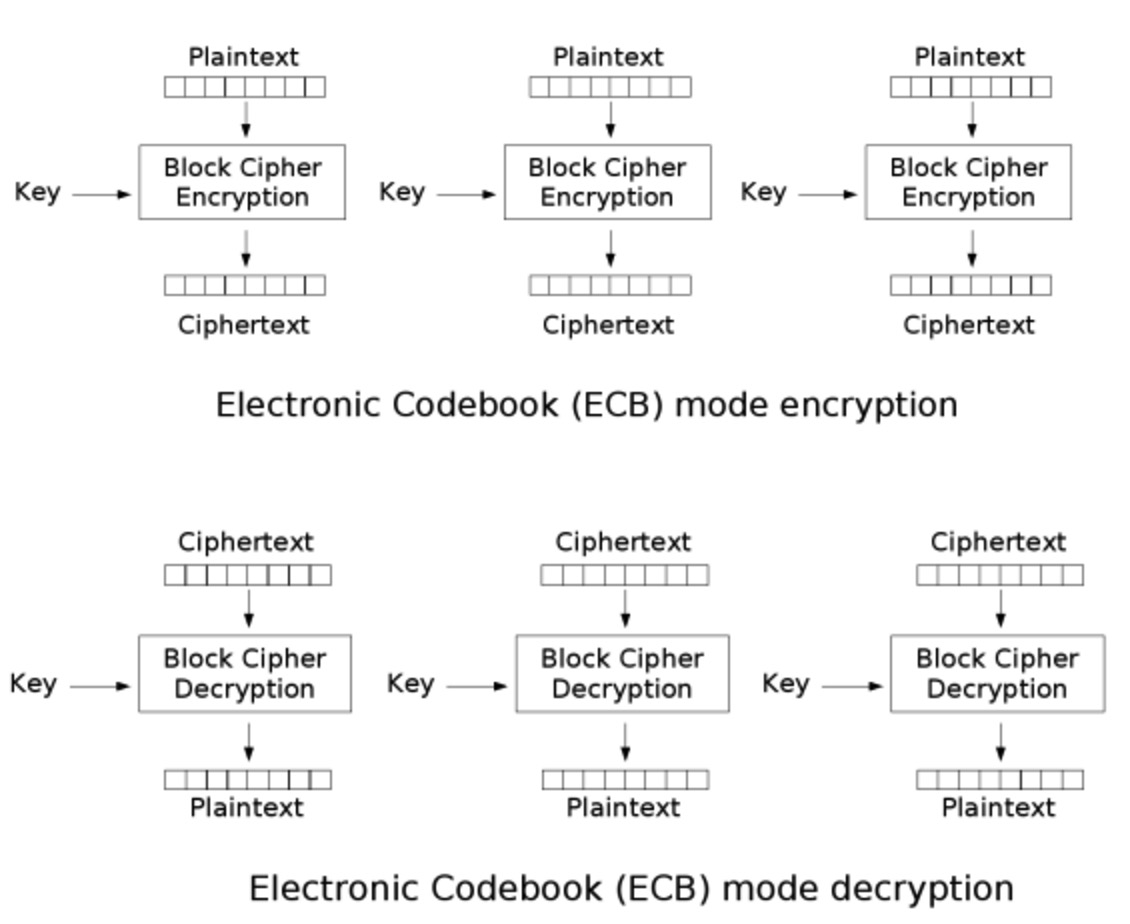 Plaintext Plaintext Plaintext
Block Cipher Block Cipher Block Cipher
Key Key Key
Encryption Encryption Encryption
Ciphertext Ciphertext Ciphertext
Electronic Codebook (ECB) mode encryption
Ciphertext Ciphertext Ciphertext
Block Cipher Block Cipher Block Cipher
Key Key Key
Decryption Decryption Decryption
Plaintext Plaintext Plaintext
Electronic Codebook (ECB) mode decryption